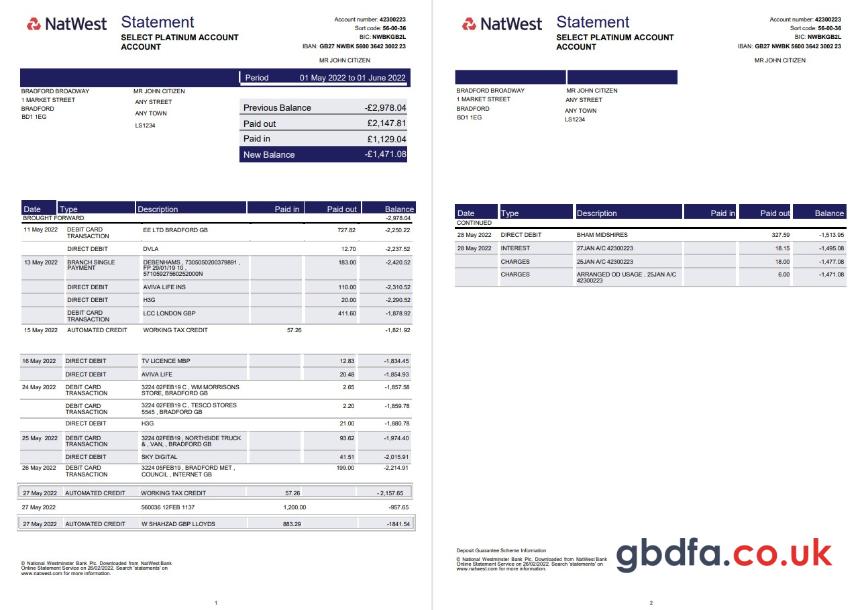 NatWest
Statement
SELECT PLATINUM ACCOUNT
ACCOUNT
Account number: 42300223
Sort code: 56-00-36
BIC: NWBKGB2L
IBAN: GB27 NWBK 5600 3642 3002 23
MR JOHN CITIZEN
Period 01 May 2022 to 01 June 2022
BRADFORD BROADWAY
1 MARKET STREET
BRADFORD
BD1 1EG
MR JOHN CITIZEN
ANY STREET
ANY TOWN
LS1234
Previous Balance -£2,978.04
Paid out £2,147.81
Paid in £1,129.04
New Balance -£1,471.08
Date Type Description Paid in Paid out Balance
BROUGHT FORWARD -2,978.04
11 May 2022 DEBIT CARD TRANSACTION EE LTD BRADFORD GB 727.82 -2,250.22
DIRECT DEBIT DVLA 12.70 -2,237.52
13 May 2022 BRANCH SINGLE PAYMENT DEBENHAMS , 7305050200379891 , FP 29/01/19 10 , 5710592756025200N 183.00 -2,420.52
DIRECT DEBIT AVIVA LIFE INS 110.00 -2,310.52
DIRECT DEBIT H3G 20.00 -2,290.52
DEBIT CARD TRANSACTION LCC LONDON GBP 411.60 -1,878.92
15 May 2022 AUTOMATED CREDIT WORKING TAX CREDIT 57.26 -1,821.92
16 May 2022 DIRECT DEBIT TV LICENCE MBP 12.83 -1,834.45
DIRECT DEBIT AVIVA LIFE 20.48 -1,854.93
24 May 2022 DEBIT CARD TRANSACTION 3224 02FEB19 C , WM MORRISONS STORE, BRADFORD GB 2.65 -1,857.58
DEBIT CARD TRANSACTION 3224 02FEB19 C , TESCO STORES 5545 , BRADFORD GB 2.20 -1,859.78
DIRECT DEBIT H3G 21.00 -1,880.78
25 May 2022 DEBIT CARD TRANSACTION 3224 02FEB19 , NORTHSIDE TRUCK & , VAN, , BRADFORD GB 93.62 -1,974.40
DIRECT DEBIT SKY DIGITAL 41.51 -2,015.91
26 May 2022 DEBIT CARD TRANSACTION 3224 05FEB19 , BRADFORD MET , COUNCIL , INTERNET GB 199.00 -2,214.91
27 May 2022 AUTOMATED CREDIT WORKING TAX CREDIT 57.26 - 2,157.65
27 May 2022 560036 12FEB 1137 1,200.00 -957.65
27 May 2022 AUTOMATED CREDIT W SHAHZAD GBP LLOYDS 883.29 -1841.54
© National Westminster Bank Plc. Downloaded from NatWest Bank
Online Statement Service on 26/02/2022. Search 'statements' on
www.natwest.com for more information.
1
NatWest
Statement
SELECT PLATINUM ACCOUNT
ACCOUNT
Account number: 42300223
Sort code: 56-00-36
BIC: NWBKGB2L
IBAN: GB27 NWBK 5600 3642 3002 23
MR JOHN CITIZEN
BRADFORD BROADWAY
1 MARKET STREET
BRADFORD
BD1 1EG
MR JOHN CITIZEN
ANY STREET
ANY TOWN
LS1234
Date Type Description Paid in Paid out Balance
CONTINUED
28 May 2022 DIRECT DEBIT BHAM MIDSHIRES 327.59 -1,513.95
28 May 2022 INTEREST 27JAN A/C 42300223 18.15 -1,495.08
CHARGES 25JAN A/C 42300223 18.00 -1,477.08
CHARGES ARRANGED OD USAGE , 25JAN A/C 42300223 6.00 -1,471.08
Deposit Guarantee Scheme Information
© National Westminster Bank Plc. Downloaded from NatWest Bank
Online Statement Service on 26/02/2022. Search 'statements' on
www.natwest.com for more information.
gbdfa.co.uk
2